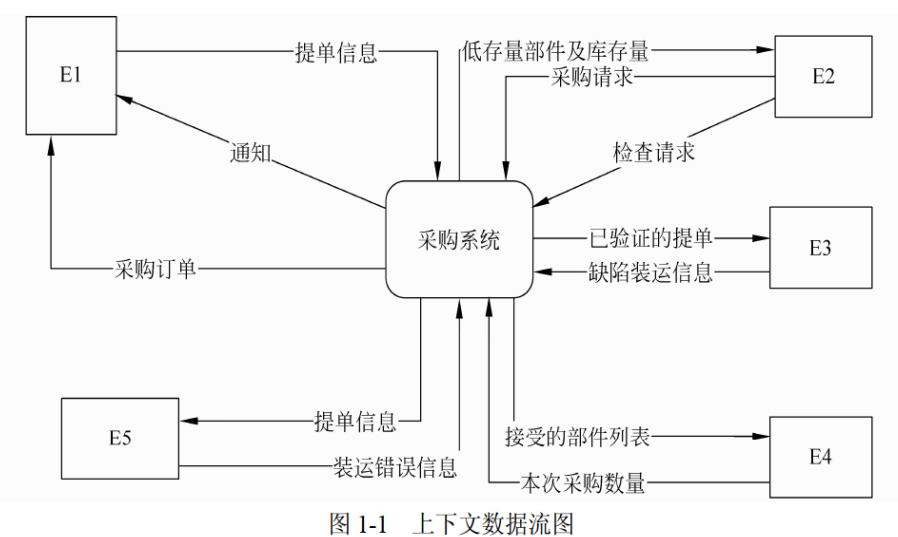 E1
提单信息
低存量部件及库存量
E2
采购请求
通知
检查请求
采购系统
已验证的提单
E3
缺陷装运信息
采购订单
提单信息
E5
接受的部件列表
E4
装运错误信息
本次采购数量
图 1-1 上下文数据流图